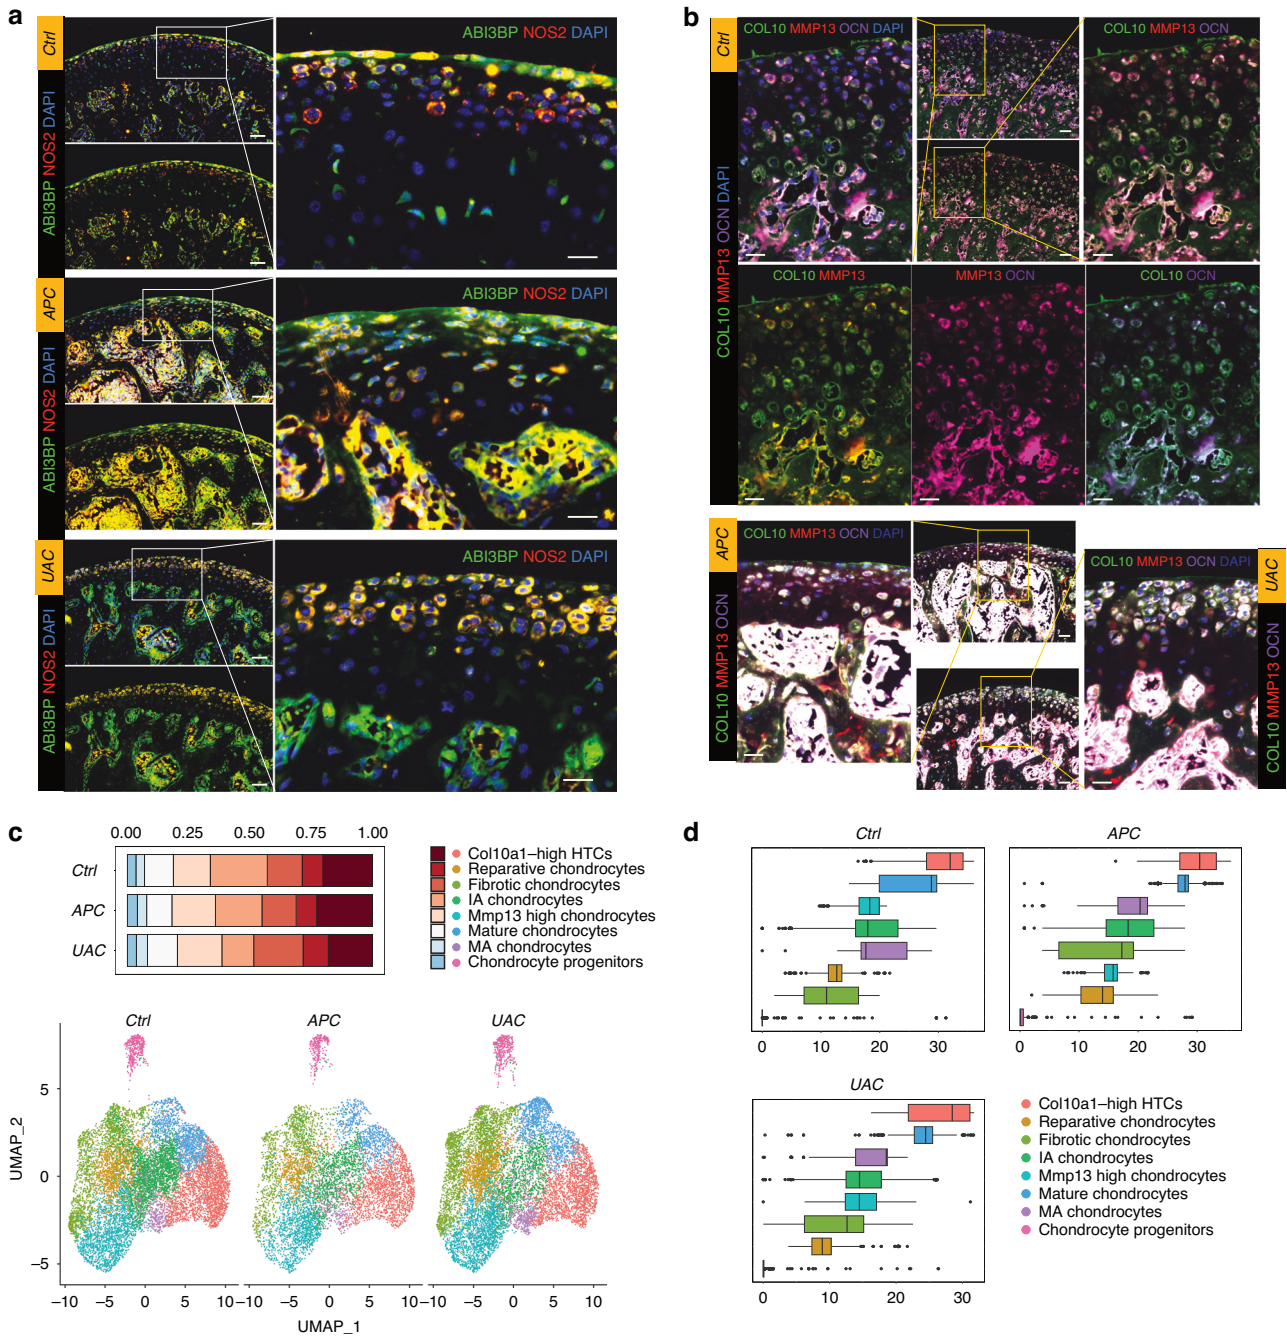 a
Ctrl
ABI3BP NOS2 DAPI
ABI3BP NOS2 DAPI
APC
ABI3BP NOS2 DAPI
ABI3BP NOS2 DAPI
UAC
ABI3BP NOS2 DAPI
ABI3BP NOS2 DAPI
b
Ctrl
COL10 MMP13 OCN DAPI
COL10 MMP13 OCN DAPI
COL10 MMP13 OCN
COL10 MMP13
MMP13 OCN
COL10 OCN
APC
COL10 MMP13 OCN
COL10 MMP13 OCN DAPI
COL10 MMP13 OCN DAPI
UAC
COL10 MMP13 OCN
c
0.00 0.25 0.50 0.75 1.00
Ctrl
APC
UAC
Col10a1–high HTCs
Reparative chondrocytes
Fibrotic chondrocytes
IA chondrocytes
Mmp13 high chondrocytes
Mature chondrocytes
MA chondrocytes
Chondrocyte progenitors
Ctrl APC UAC
UMAP_2
5
0
–5
–10 –5 0 5 10 –10 –5 0 5 10 –10 –5 0 5 10
UMAP_1
d
Ctrl
0 10 20 30
APC
0 10 20 30
UAC
0 10 20 30
Col10a1–high HTCs
Reparative chondrocytes
Fibrotic chondrocytes
IA chondrocytes
Mmp13 high chondrocytes
Mature chondrocytes
MA chondrocytes
Chondrocyte progenitors